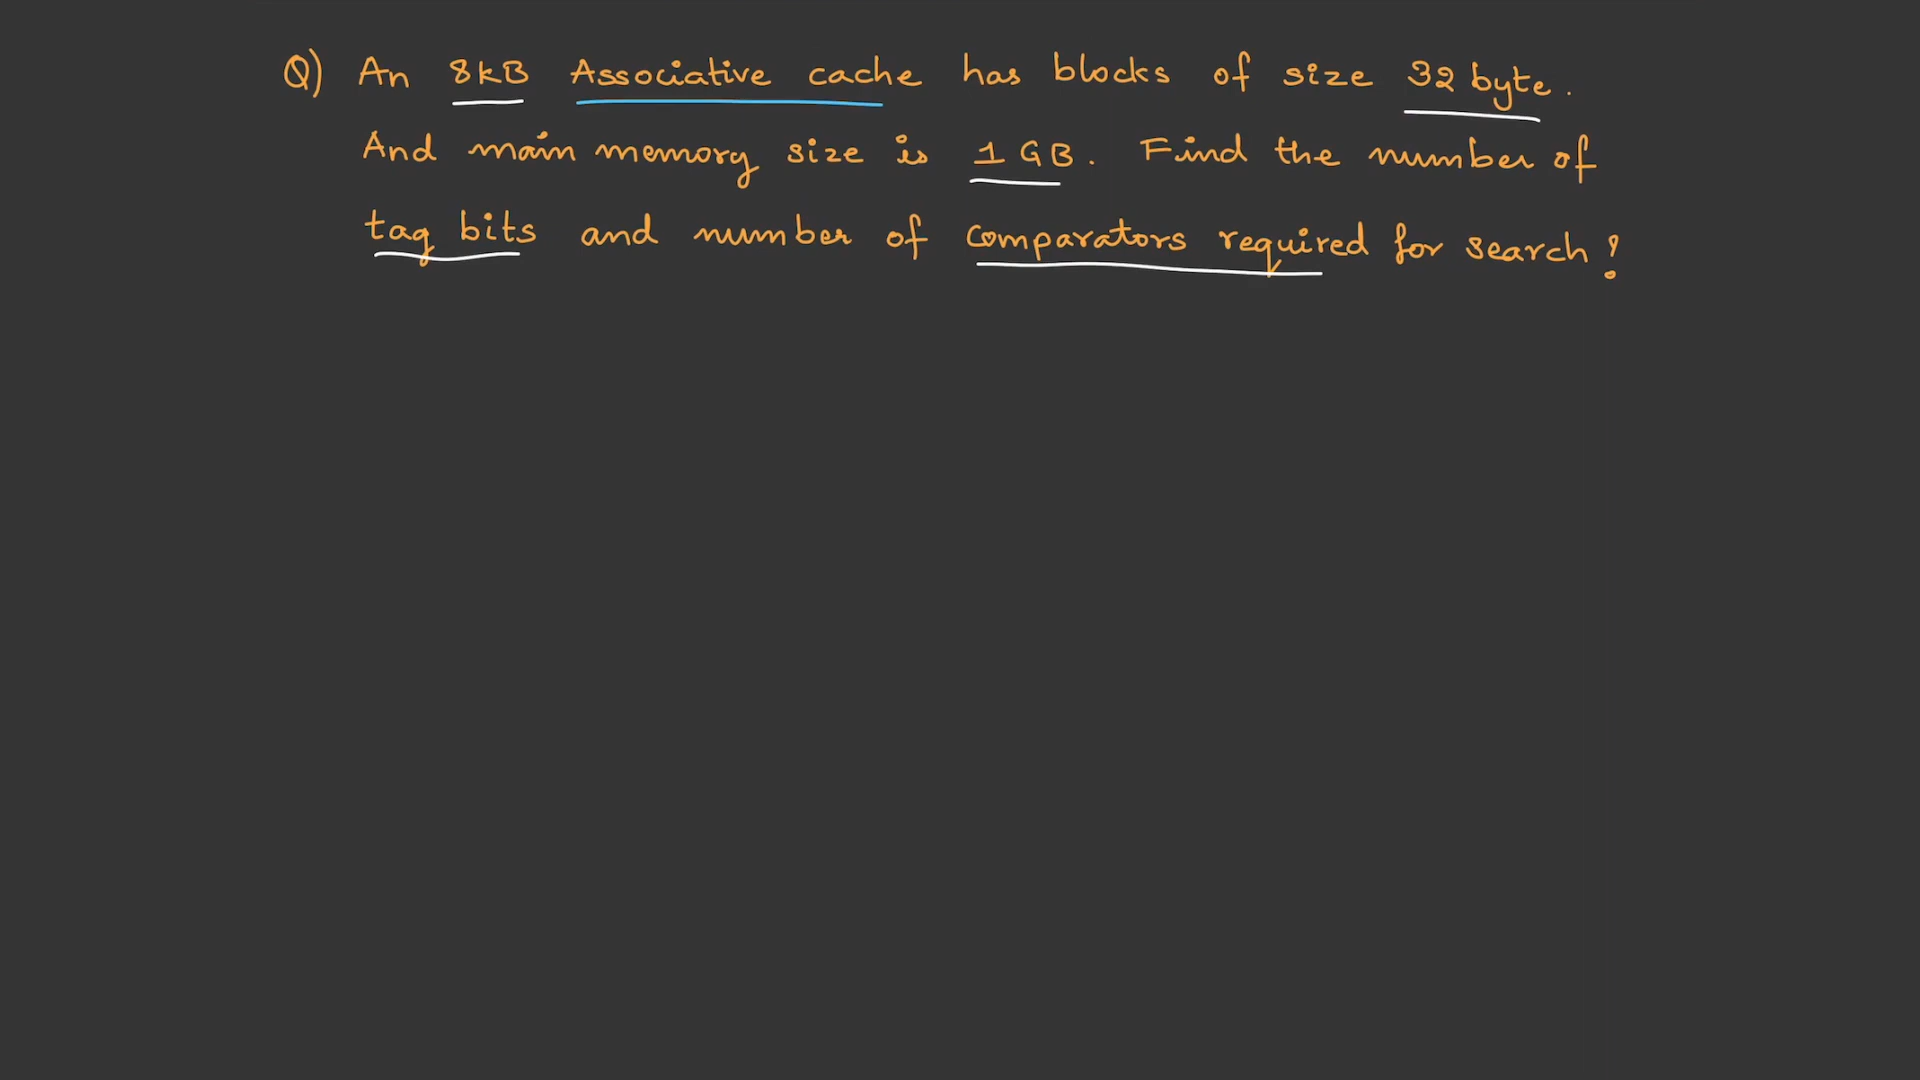 Q) An 8kB Associative cache has blocks of size 32 byte.
And main memory size is 1 GB. Find the number of
tag bits and number of comparators required for search?